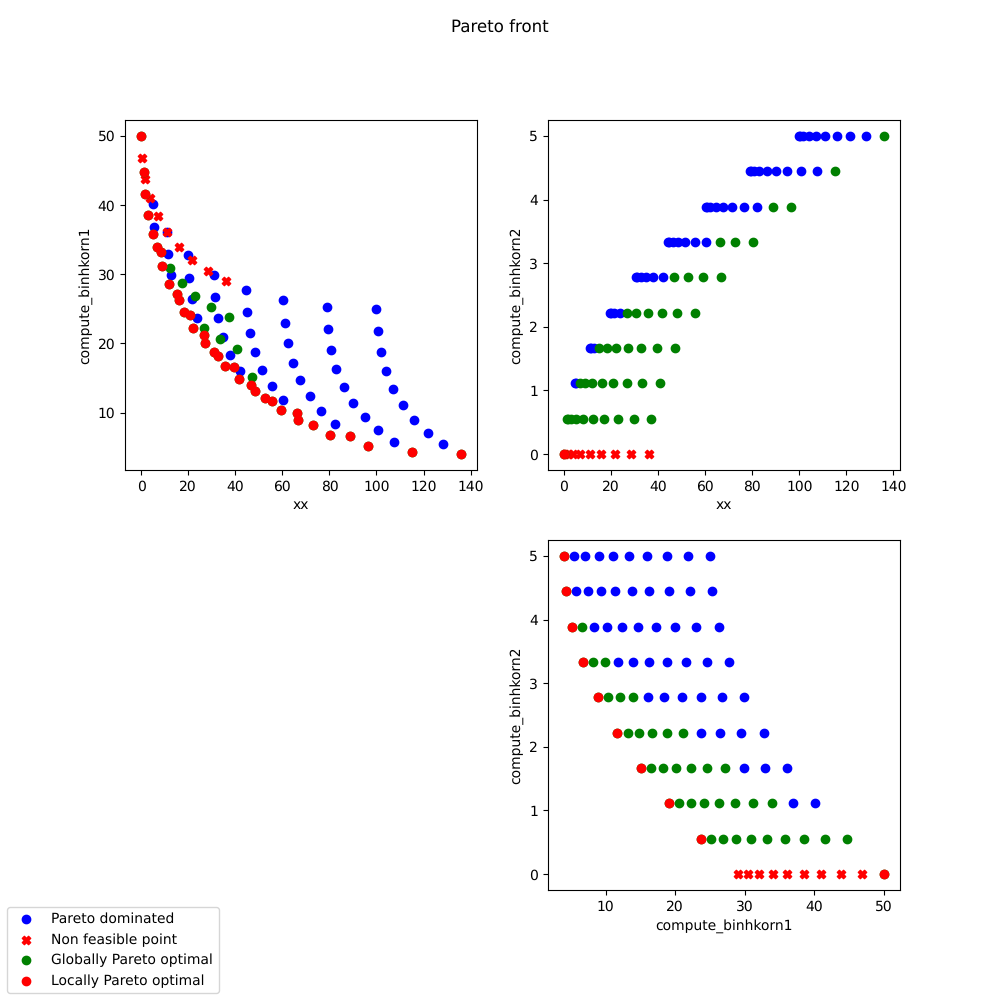 Pareto front
50
40
30
20
10
compute_binhkorn1
0 20 40 60 80 100 120 140
xx
5
4
3
2
1
0
compute_binhkorn2
0 20 40 60 80 100 120 140
xx
5
4
3
2
1
0
compute_binhkorn2
10 20 30 40 50
compute_binhkorn1
Pareto dominated
Non feasible point
Globally Pareto optimal
Locally Pareto optimal